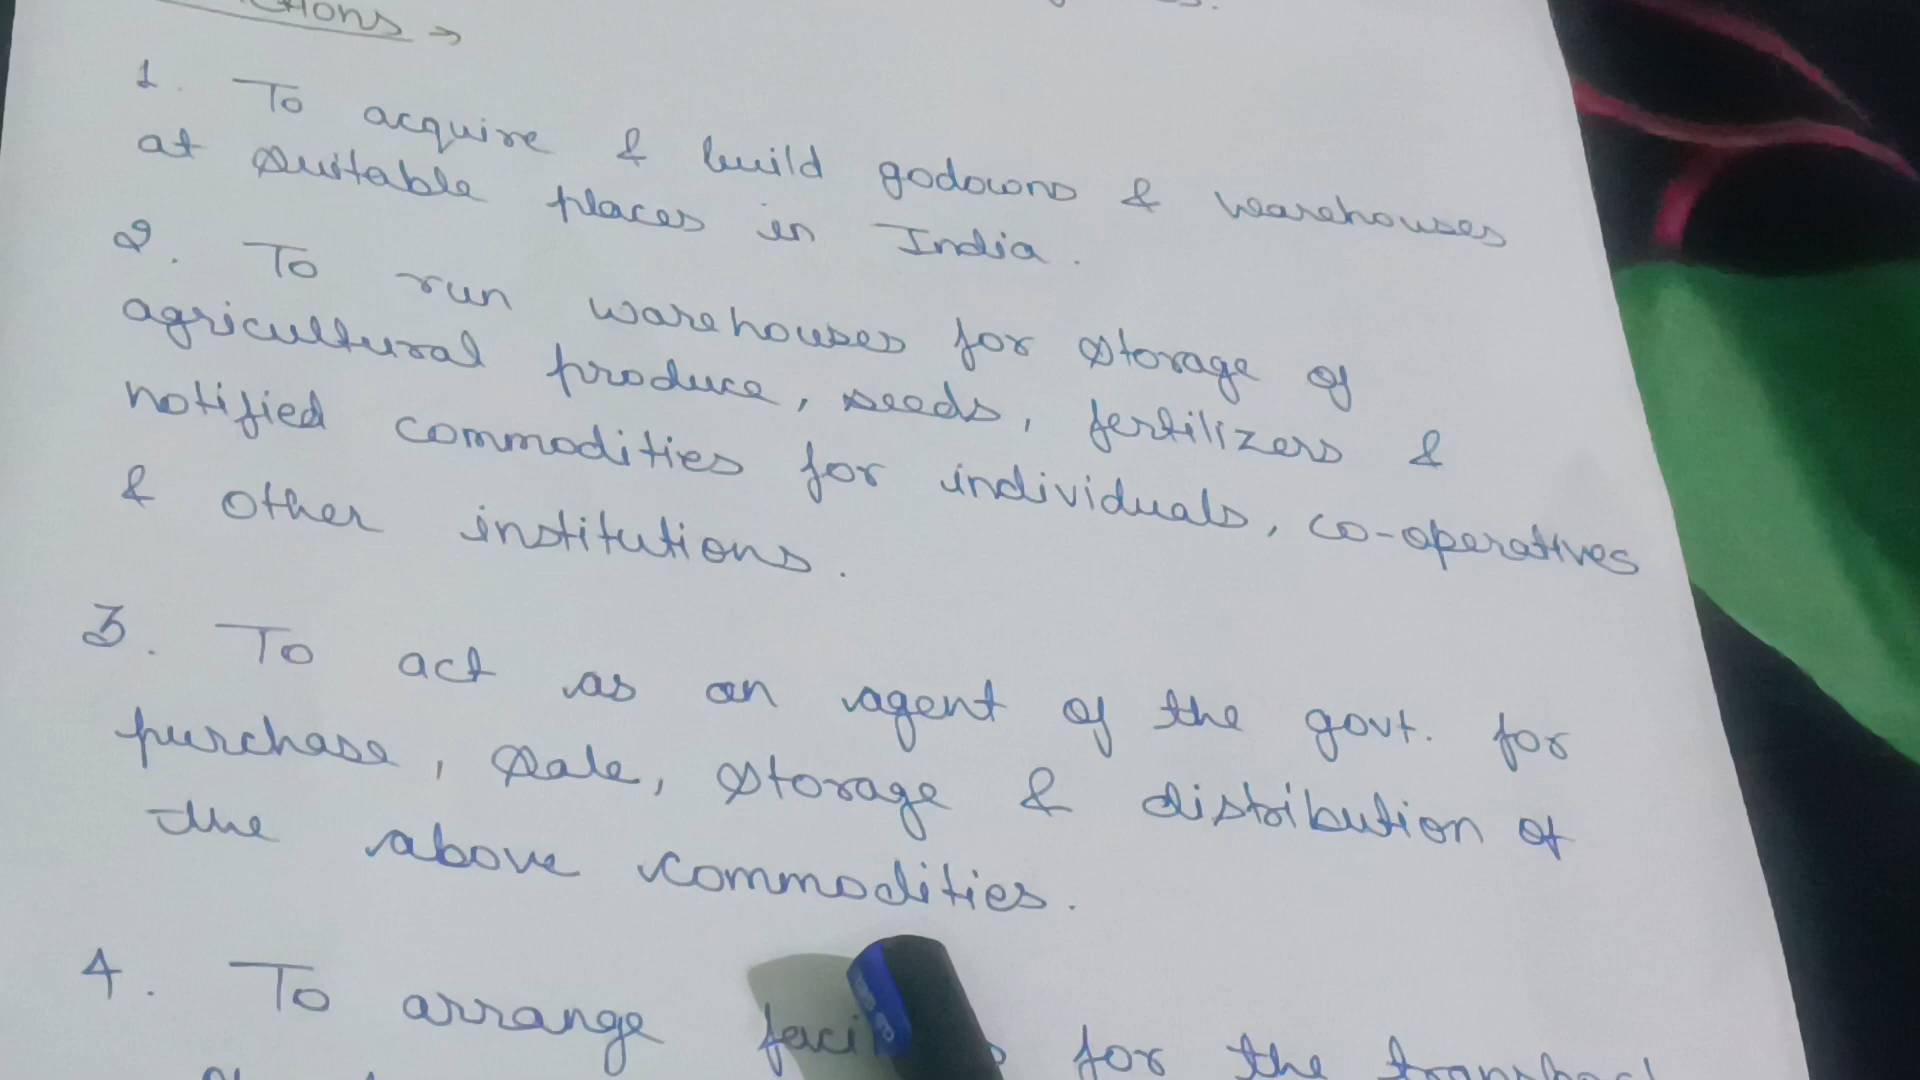 1. To acquire & build godowns & warehouses
at suitable places in India.
2. To run warehouses for storage of
agricultural produce, seeds, fertilizers &
notified commodities for individuals, co-operatives
& other institutions.
3. To act as an agent of the govt. for
purchase, sale, storage & distribution of
the above commodities.
4. To arrange for the